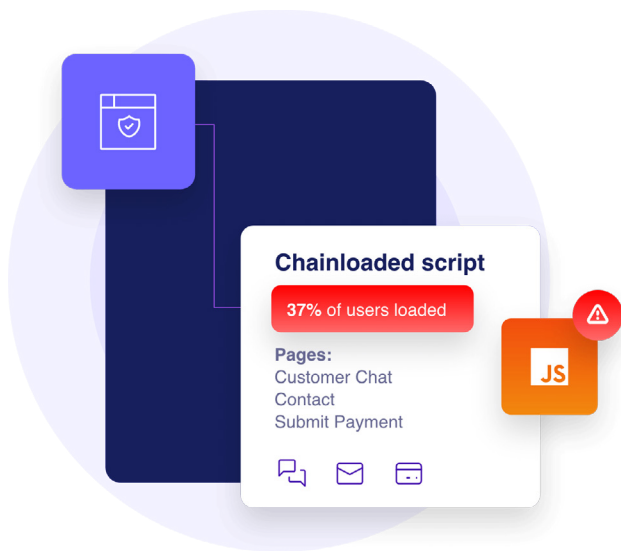 Chainloaded script
37% of users loaded
Pages:
Customer Chat
Contact
Submit Payment
JS